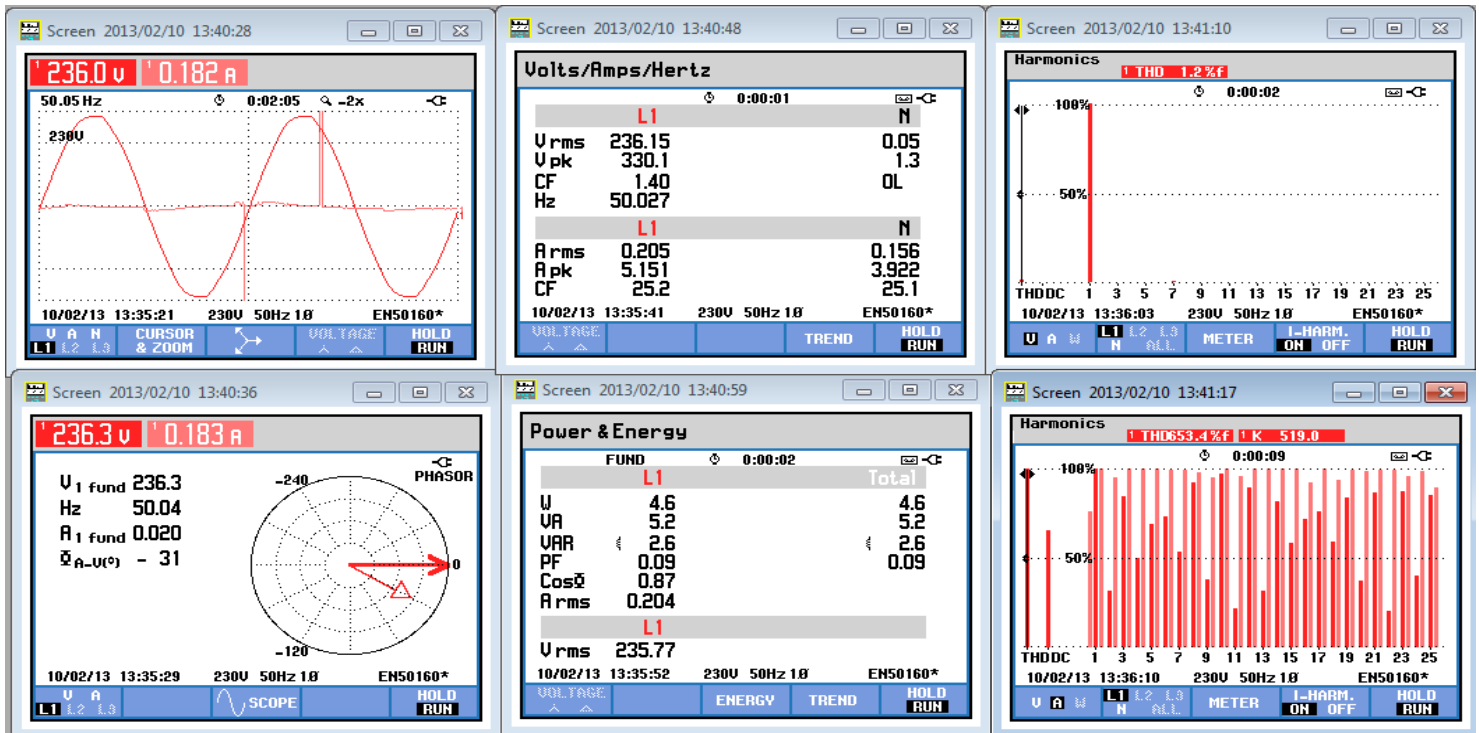 Screen 2013/02/10 13:40:28
1 236.0 V 1 0.182 A
50.05 Hz 0:02:05 -2x
230V
10/02/13 13:35:21 230V 50Hz 1Ø EN50160*
V A N CURSOR VOLTAGE HOLD
L1 L2 L3 & ZOOM RUN
Screen 2013/02/10 13:40:48
Volts/Amps/Hertz
0:00:01
L1 N
Vrms 236.15 0.05
Vpk 330.1 1.3
CF 1.40 OL
Hz 50.027
L1 N
Arms 0.205 0.156
Apk 5.151 3.922
CF 25.2 25.1
10/02/13 13:35:41 230V 50Hz 1Ø EN50160*
VOLTAGE TREND HOLD
RUN
Screen 2013/02/10 13:41:10
Harmonics
1 THD 1.2%f
0:00:02
100%
50%
THD DC 1 3 5 7 9 11 13 15 17 19 21 23 25
10/02/13 13:36:03 230V 50Hz 1Ø EN50160*
V A W L1 L2 L3 METER I-HARM. HOLD
N ALL ON OFF RUN
Screen 2013/02/10 13:40:36
1 236.3 V 1 0.183 A
V1 fund 236.3
Hz 50.04
A1 fund 0.020
Φ A-V(°) - 31
PHASOR
-240
0
-120
10/02/13 13:35:29 230V 50Hz 1Ø EN50160*
V A SCOPE HOLD
L1 L2 L3 RUN
Screen 2013/02/10 13:40:59
Power & Energy
FUND 0:00:02
L1 Total
W 4.6 4.6
VA 5.2 5.2
VAR 2.6 2.6
PF 0.09 0.09
CosΦ 0.87
Arms 0.204
L1
Vrms 235.77
10/02/13 13:35:52 230V 50Hz 1Ø EN50160*
VOLTAGE ENERGY TREND HOLD
RUN
Screen 2013/02/10 13:41:17
Harmonics
1 THD653.4%f 1 K 519.0
0:00:09
100%
50%
THD DC 1 3 5 7 9 11 13 15 17 19 21 23 25
10/02/13 13:36:10 230V 50Hz 1Ø EN50160*
V A W L1 L2 L3 METER I-HARM. HOLD
N ALL ON OFF RUN